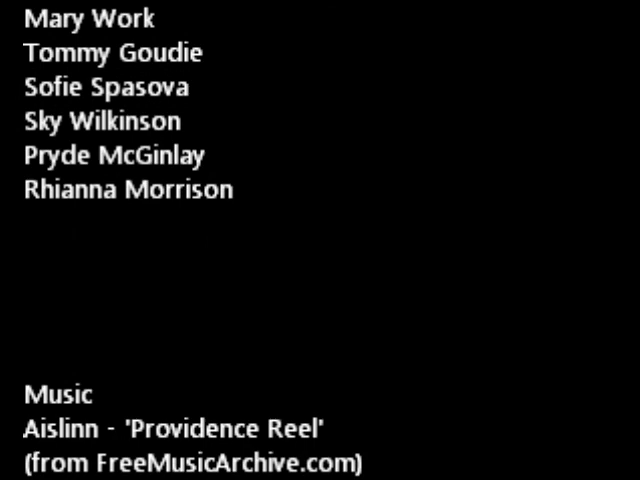 Mary Work
Tommy Goudie
Sofie Spasova
Sky Wilkinson
Pryde McGinlay
Rhianna Morrison
Music
Aislinn - 'Providence Reel'
(from FreeMusicArchive.com)